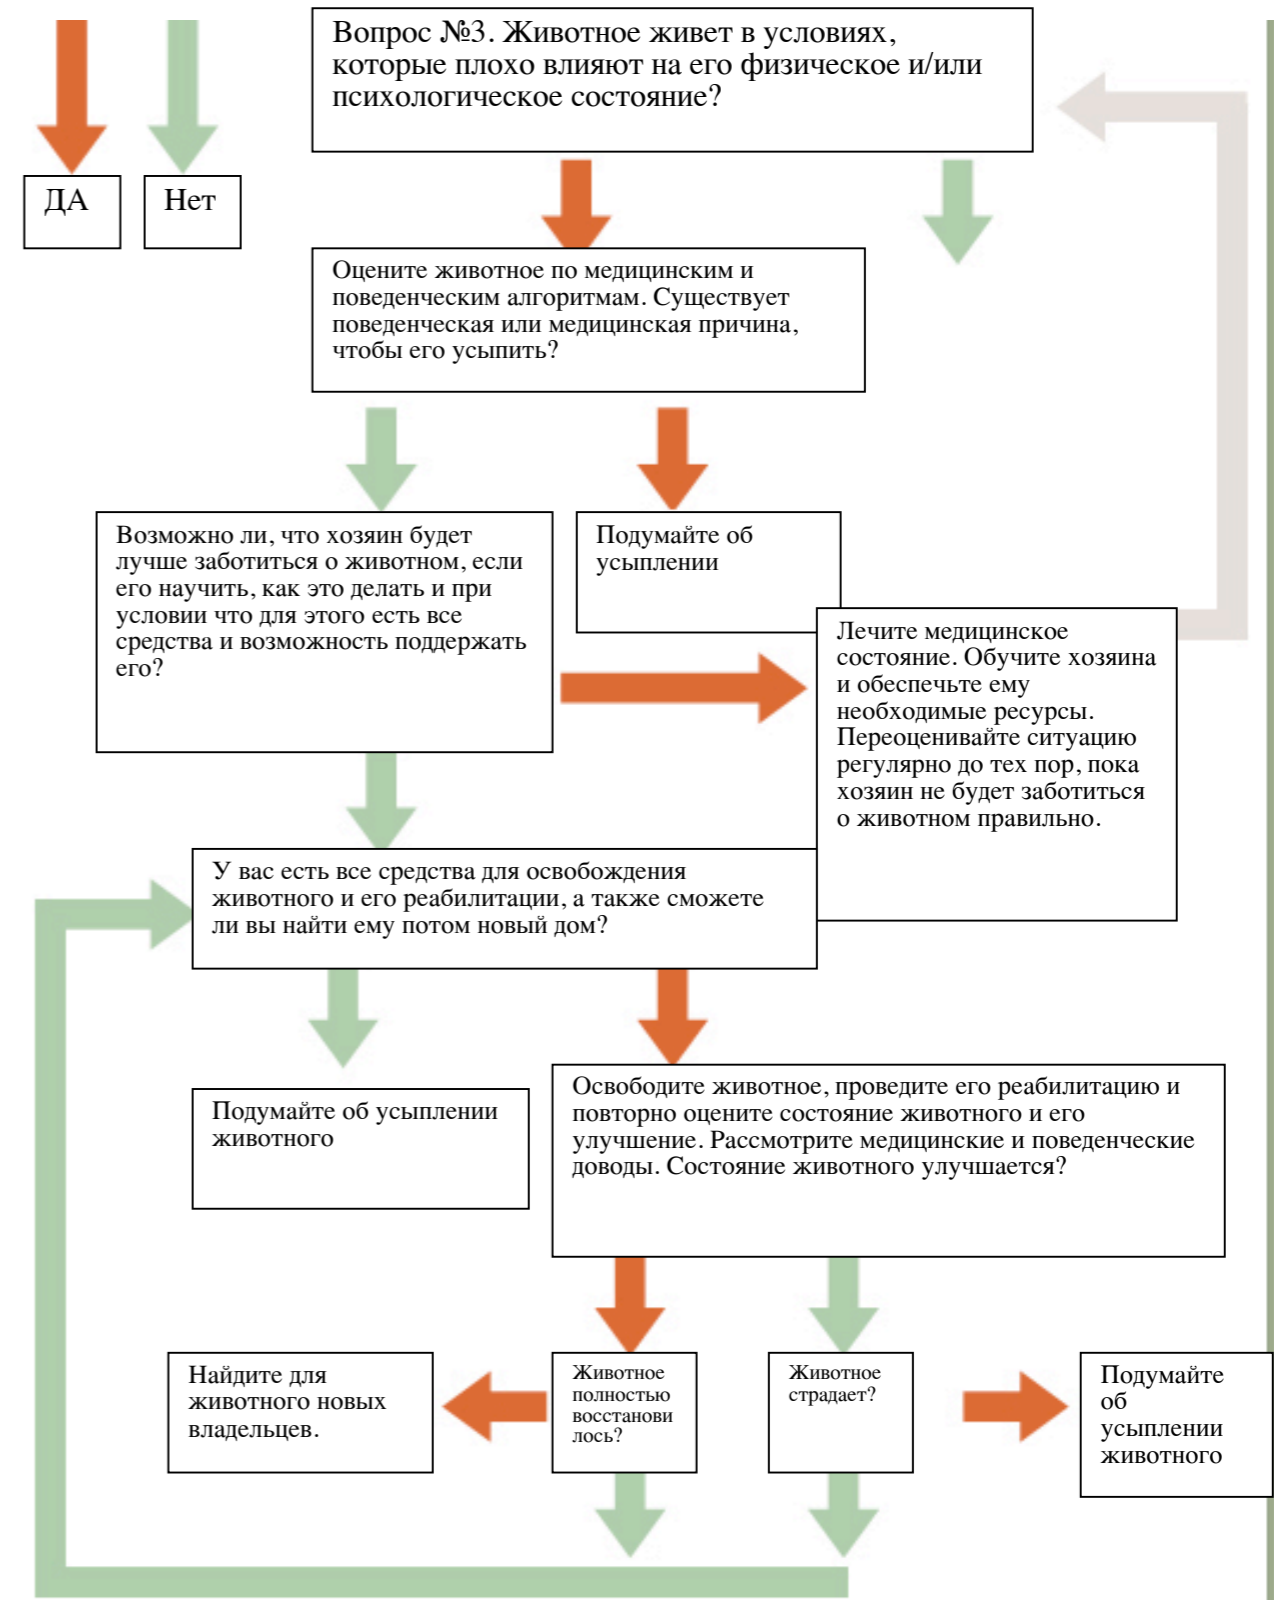 Вопрос №3. Животное живет в условиях,
которые плохо влияют на его физическое и/или
психологическое состояние?
ДА
Нет
Оцените животное по медицинским и
поведенческим алгоритмам. Существует
поведенческая или медицинская причина,
чтобы его усыпить?
Возможно ли, что хозяин будет
лучше заботиться о животном, если
его научить, как это делать и при
условии что для этого есть все
средства и возможность поддержать
его?
Подумайте об
усыплении
Лечите медицинское
состояние. Обучите хозяина
и обеспечьте ему
необходимые ресурсы.
Переоценивайте ситуацию
регулярно до тех пор, пока
хозяин не будет заботиться
о животном правильно.
У вас есть все средства для освобождения
животного и его реабилитации, а также сможете
ли вы найти ему потом новый дом?
Подумайте об усыплении
животного
Освободите животное, проведите его реабилитацию и
повторно оцените состояние животного и его
улучшение. Рассмотрите медицинские и поведенческие
доводы. Состояние животного улучшается?
Найдите для
животного новых
владельцев.
Животное
полностью
восстанови
лось?
Животное
страдает?
Подумайте
об
усыплении
животного